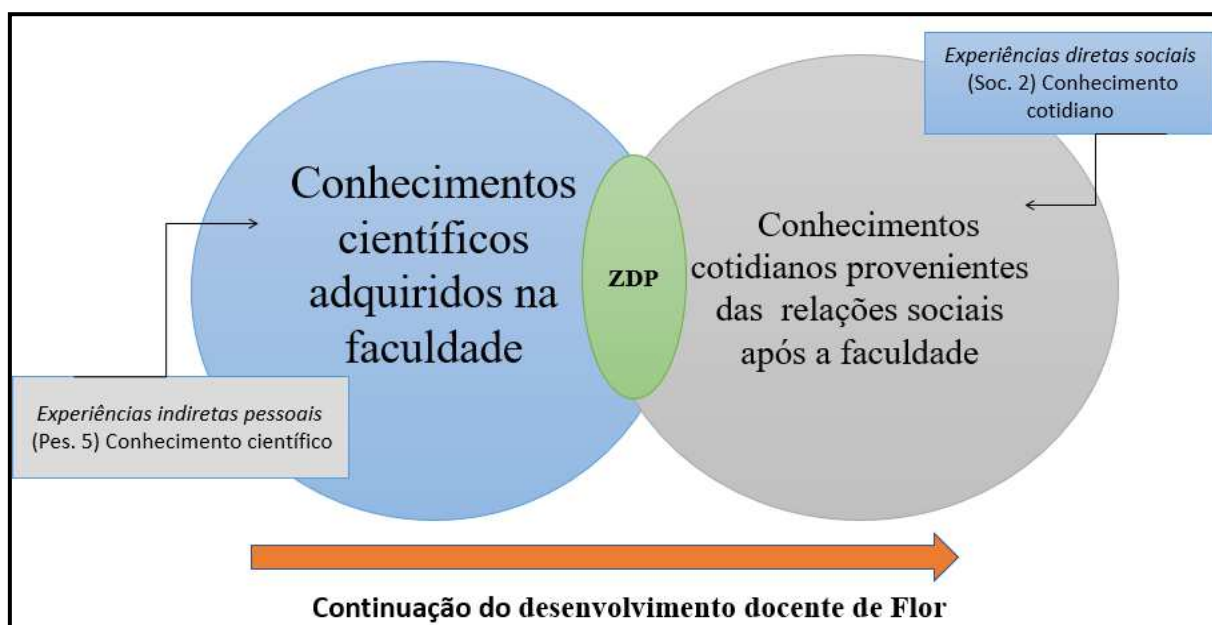 Experiências diretas sociais
(Soc. 2) Conhecimento
cotidiano
Conhecimentos
científicos
adquiridos na
faculdade
ZDP
Conhecimentos
cotidianos provenientes
das relações sociais
após a faculdade
Experiências indiretas pessoais
(Pes. 5) Conhecimento científico
Continuação do desenvolvimento docente de Flor